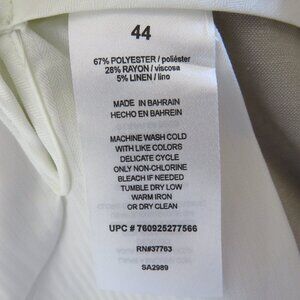 44
67% POLYESTER / poliéster
28% RAYON / viscosa
5% LINEN / lino
MADE IN BAHRAIN
HECHO EN BAHREIN
MACHINE WASH COLD
WITH LIKE COLORS
DELICATE CYCLE
ONLY NON-CHLORINE
BLEACH IF NEEDED
TUMBLE DRY LOW
WARM IRON
OR DRY CLEAN
UPC # 760925277566
RN#37763
SA2989